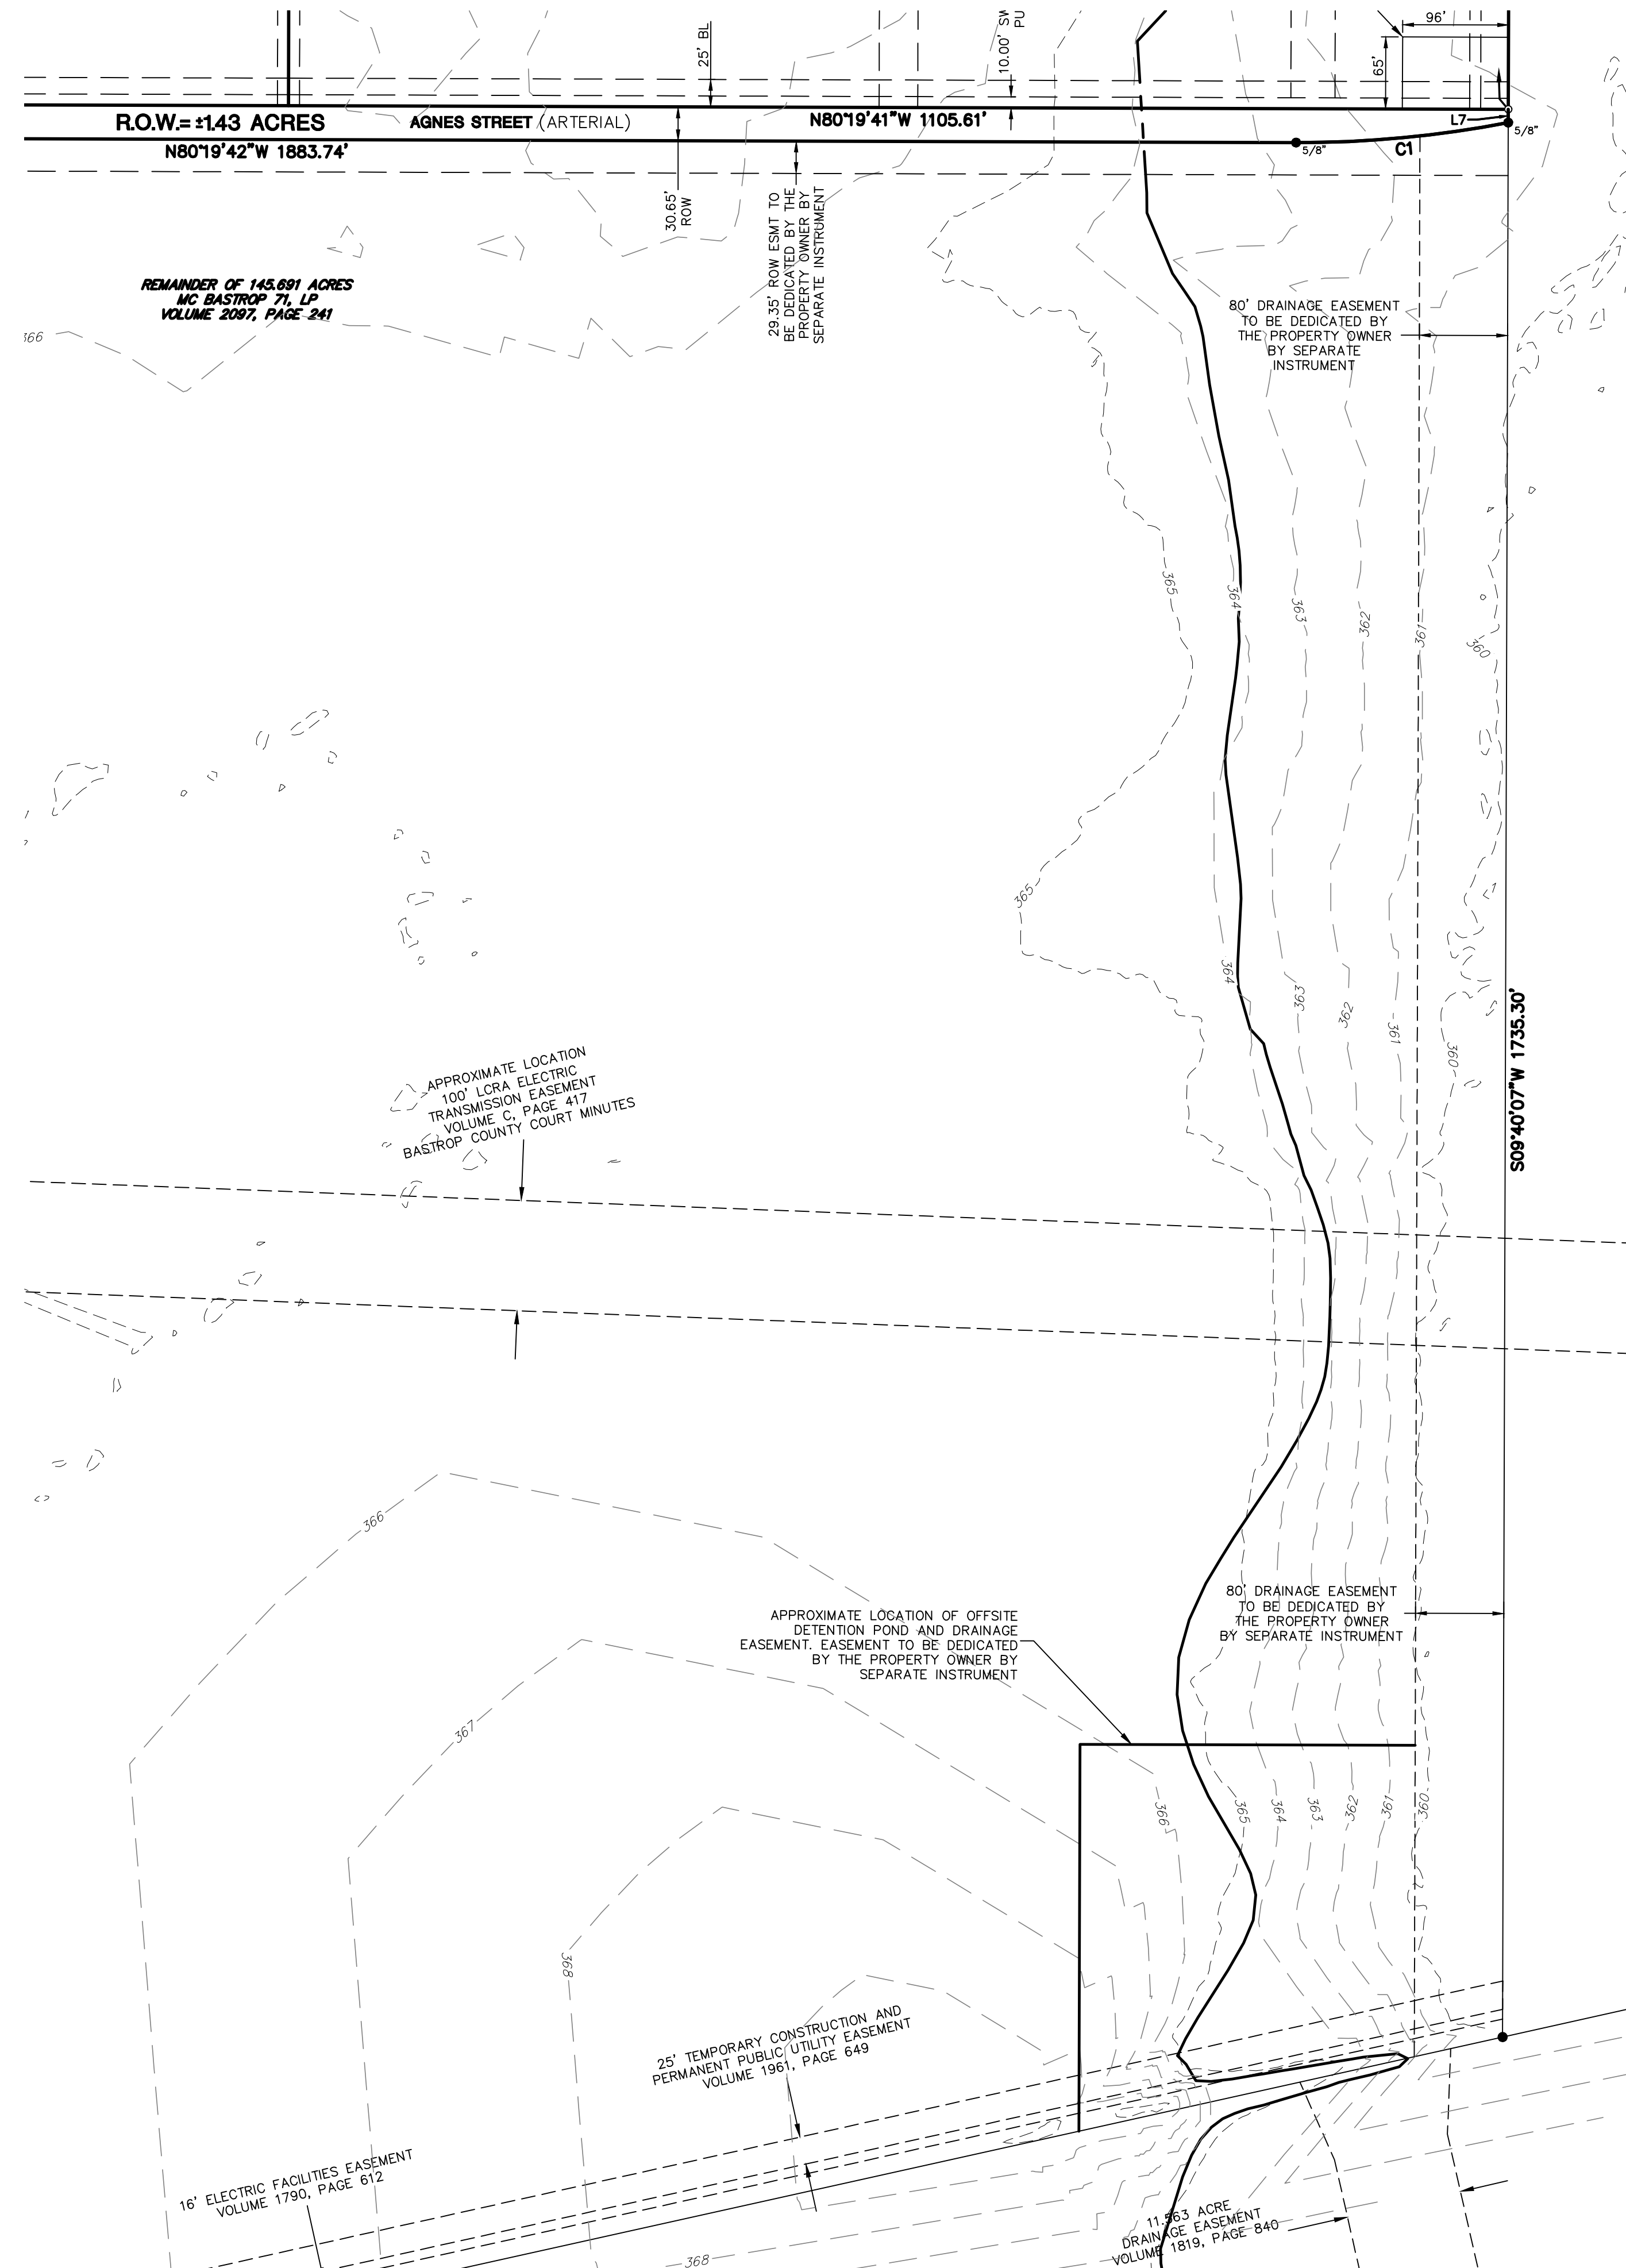 96'
25' BL
10.00' SW
PU
65'
L7
5/8"
R.O.W.= ±1.43 ACRES
AGNES STREET (ARTERIAL)
N80°19'41"W 1105.61'
N80°19'42"W 1883.74'
5/8"
C1
30.65'
ROW
29.35' ROW ESMT TO
BE DEDICATED BY THE
PROPERTY OWNER BY
SEPARATE INSTRUMENT
REMAINDER OF 145.691 ACRES
MC BASTROP 71, LP
VOLUME 2097, PAGE 241
366
80' DRAINAGE EASEMENT
TO BE DEDICATED BY
THE PROPERTY OWNER
BY SEPARATE
INSTRUMENT
365
364
363
362
361
360
365
364
363
362
361
360
S09°40'07"W 1735.30'
APPROXIMATE LOCATION
100' LCRA ELECTRIC
TRANSMISSION EASEMENT
VOLUME C, PAGE 417
BASTROP COUNTY COURT MINUTES
366
80' DRAINAGE EASEMENT
TO BE DEDICATED BY
THE PROPERTY OWNER
BY SEPARATE INSTRUMENT
APPROXIMATE LOCATION OF OFFSITE
DETENTION POND AND DRAINAGE
EASEMENT. EASEMENT TO BE DEDICATED
BY THE PROPERTY OWNER BY
SEPARATE INSTRUMENT
367
366
365
364
363
362
361
360
368
25' TEMPORARY CONSTRUCTION AND
PERMANENT PUBLIC UTILITY EASEMENT
VOLUME 1961, PAGE 649
16' ELECTRIC FACILITIES EASEMENT
VOLUME 1790, PAGE 612
11.563 ACRE
DRAINAGE EASEMENT
VOLUME 1819, PAGE 840
368